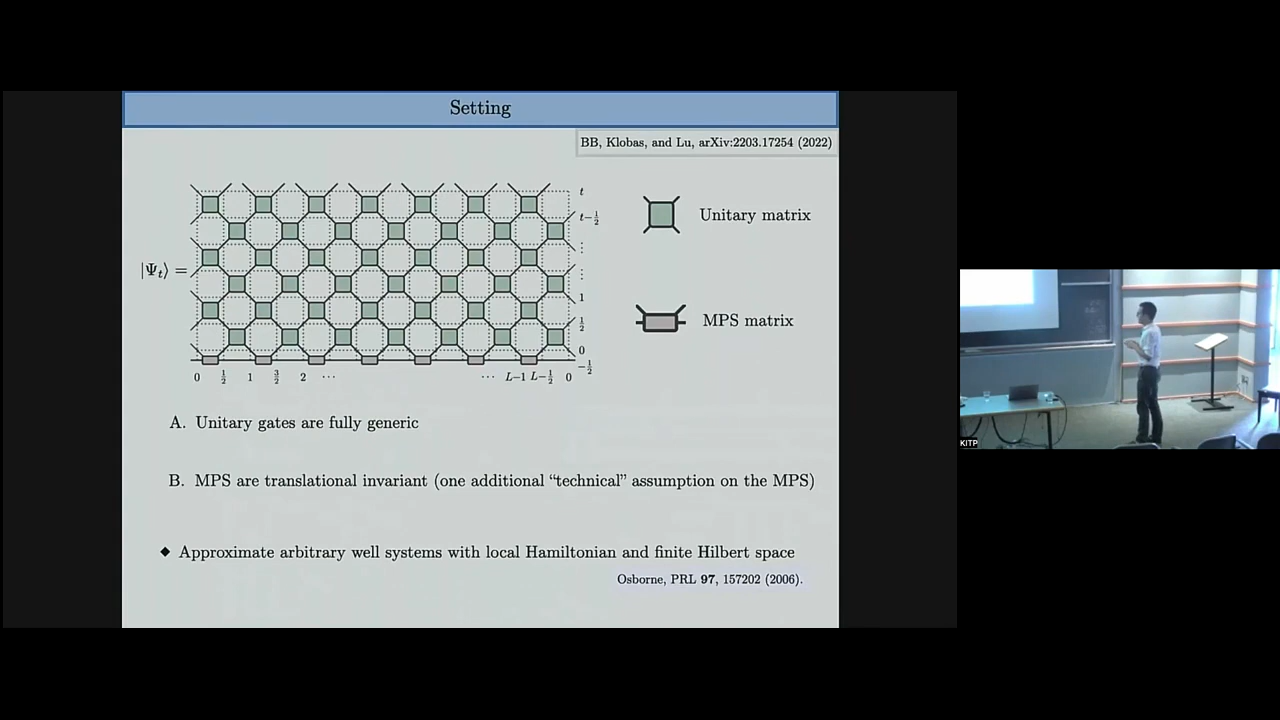 Setting
BB, Klobas, and Lu, arXiv:2203.17254 (2022)
|Ψt⟩ =
t
t−1/2
⋮
⋮
1
1/2
0
−1/2
0 1/2 1 3/2 2 ⋯ ⋯ L−1 L−1/2 0
Unitary matrix
MPS matrix
A. Unitary gates are fully generic
B. MPS are translational invariant (one additional “technical” assumption on the MPS)
◆ Approximate arbitrary well systems with local Hamiltonian and finite Hilbert space
Osborne, PRL 97, 157202 (2006).
KITP